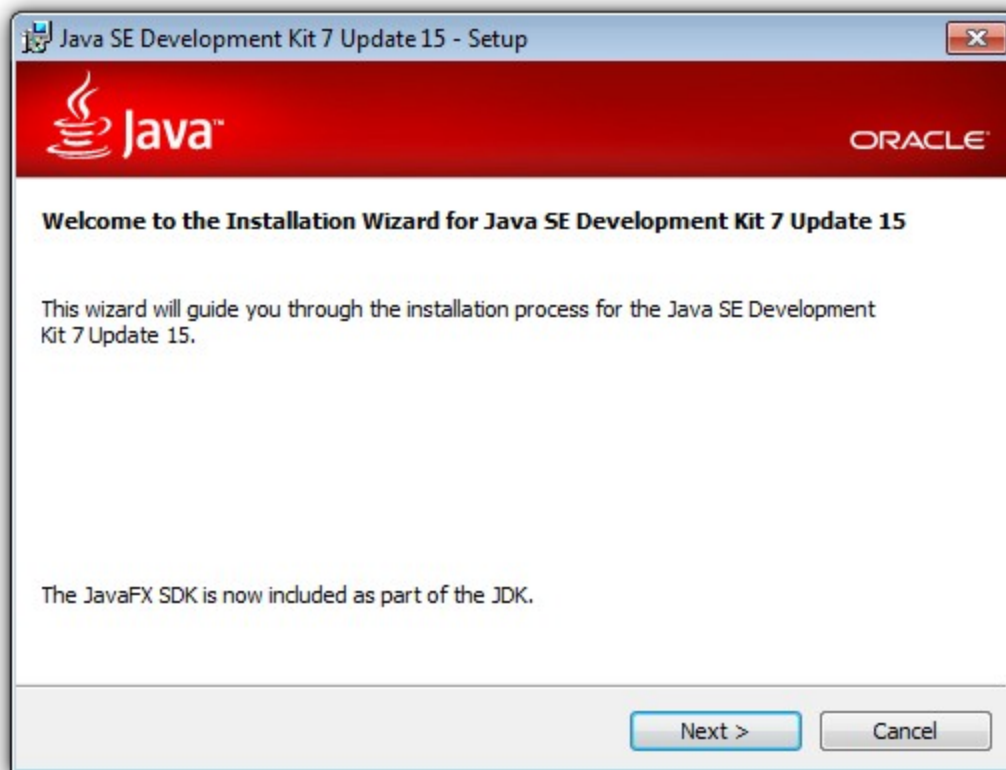 Java SE Development Kit 7 Update 15 - Setup
Java™
ORACLE®
Welcome to the Installation Wizard for Java SE Development Kit 7 Update 15
This wizard will guide you through the installation process for the Java SE Development
Kit 7 Update 15.
The JavaFX SDK is now included as part of the JDK.
Next >
Cancel